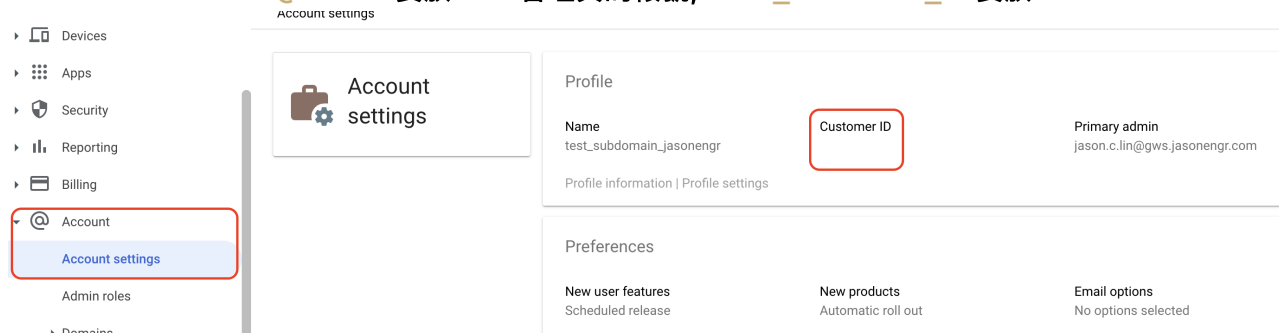 Account settings
Devices
Apps
Security
Reporting
Billing
Account
Account settings
Admin roles
Account
settings
Profile
Name
Customer ID
Primary admin
test_subdomain_jasonengr
jason.c.lin@gws.jasonengr.com
Profile information | Profile settings
Preferences
New user features
New products
Email options
Scheduled release
Automatic roll out
No options selected
Domains